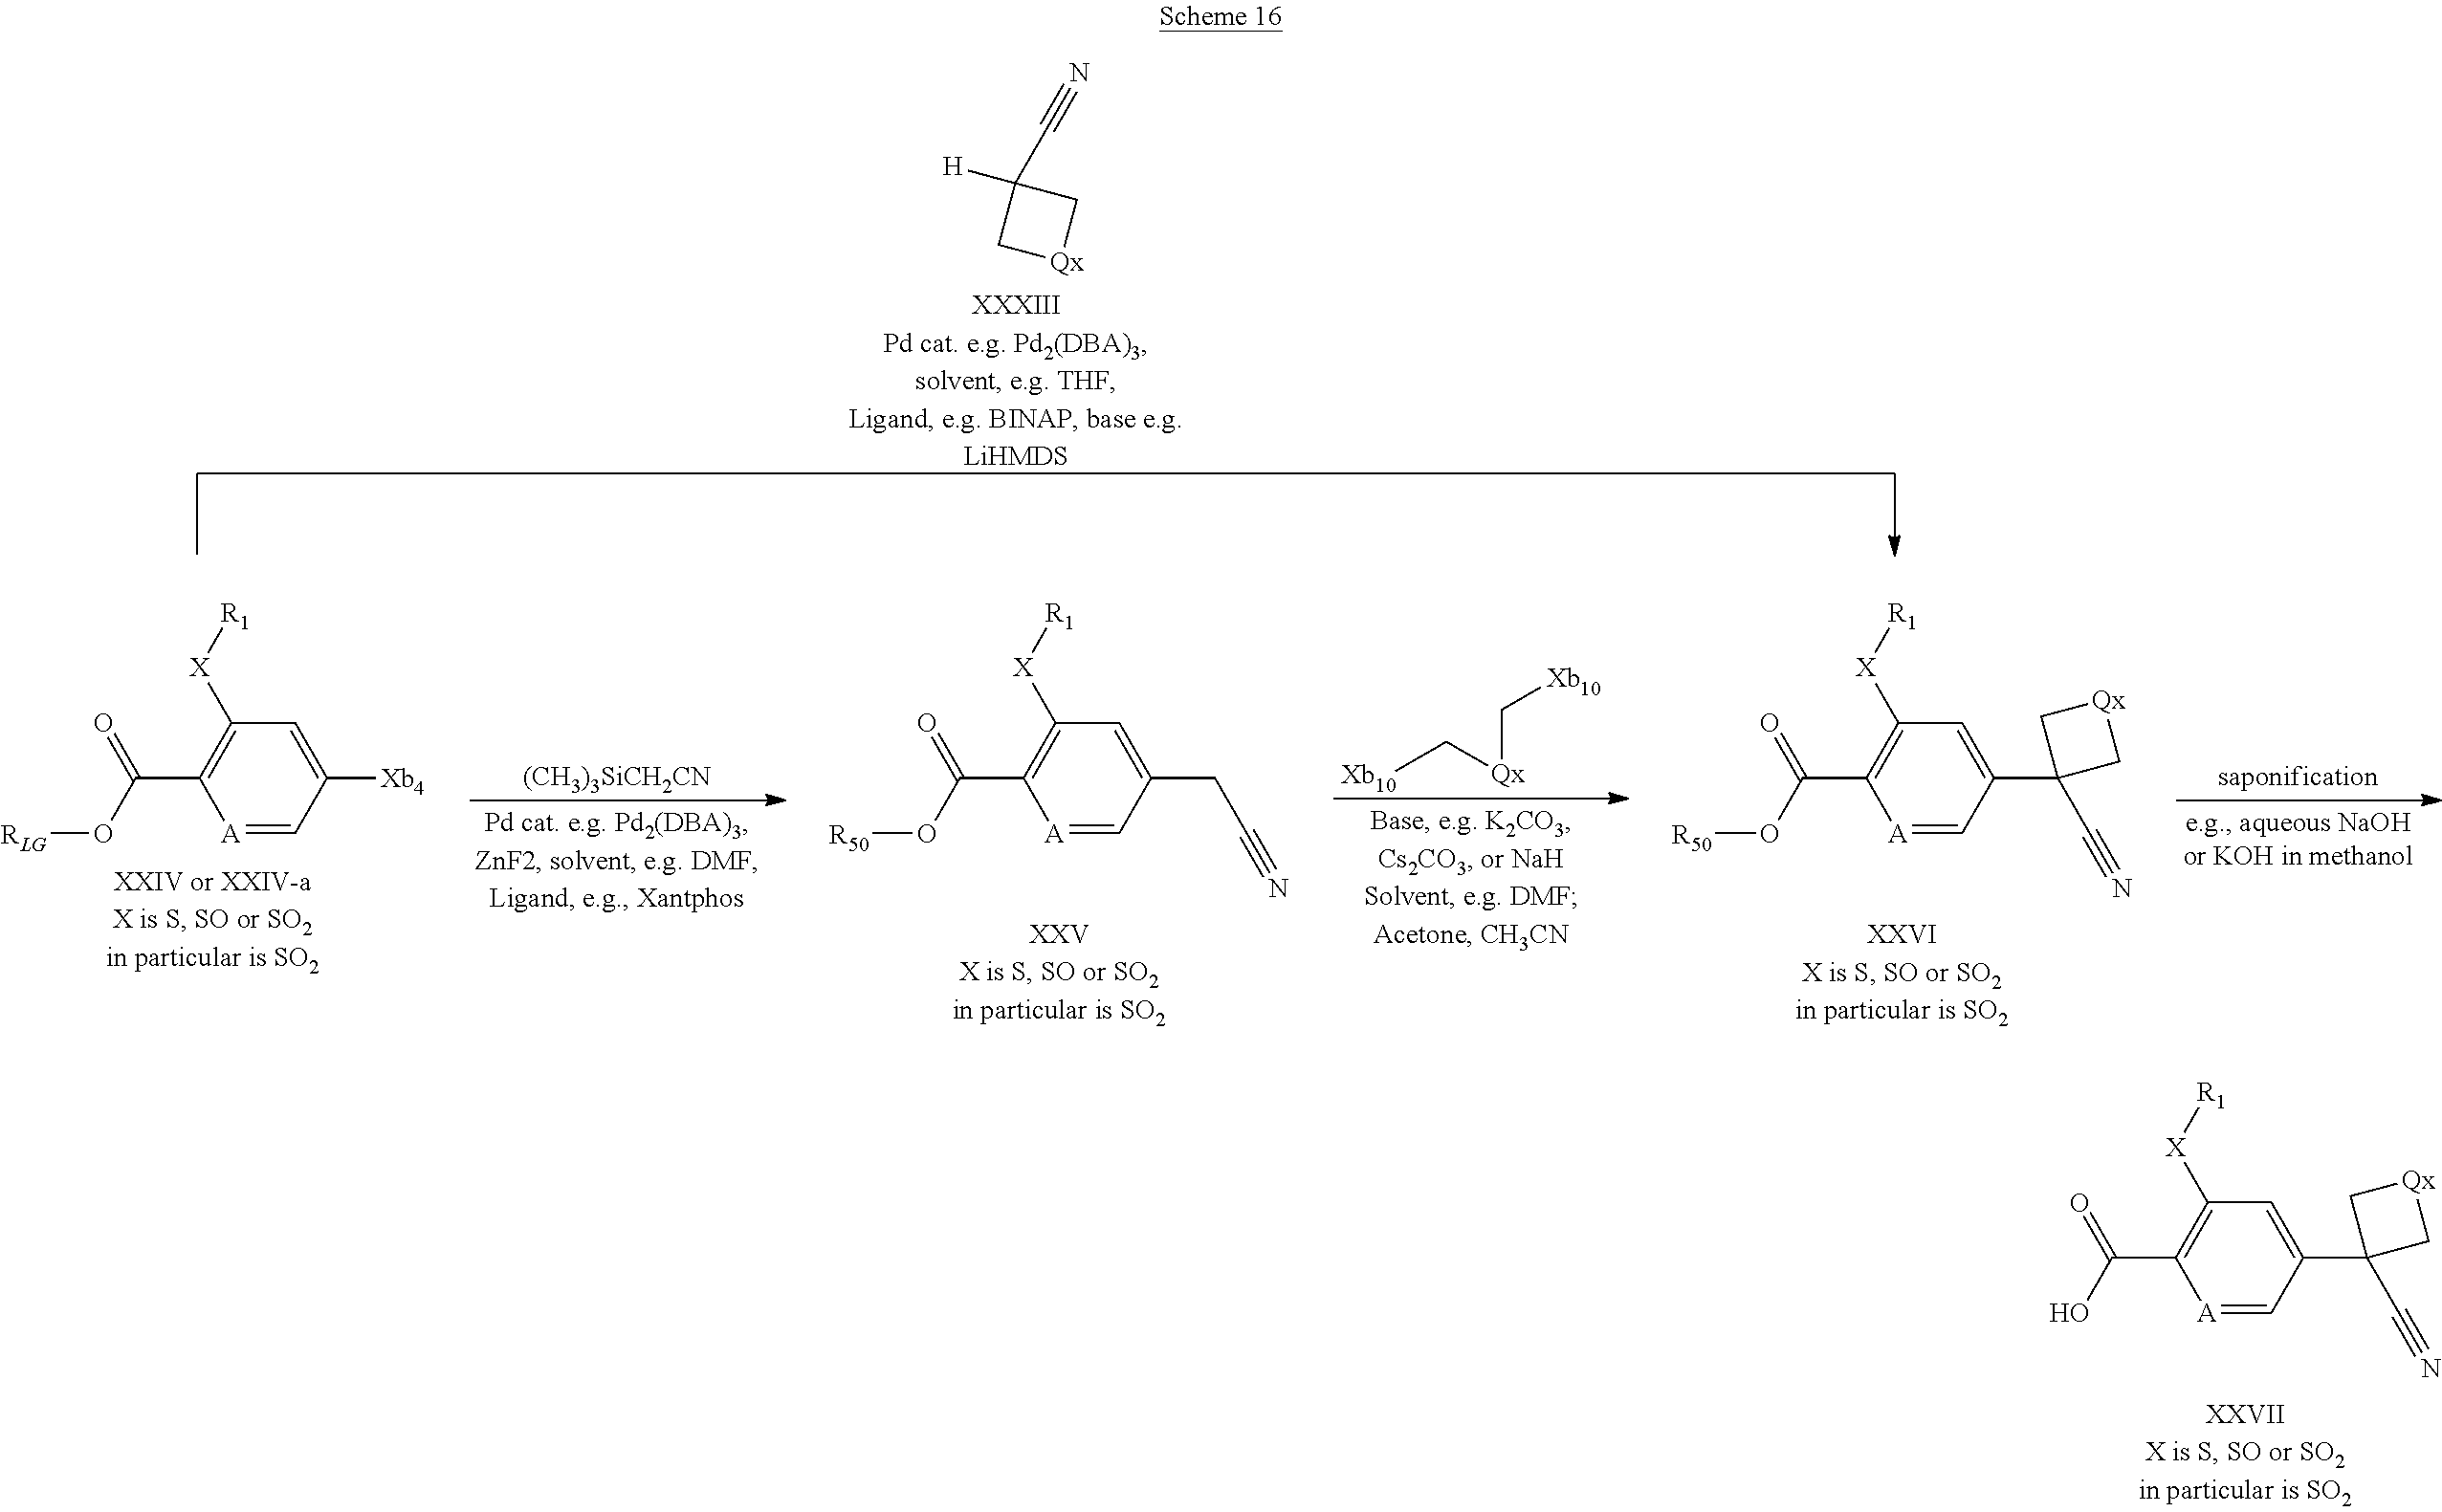 Scheme 16
N
H
Qx
XXXIII
Pd cat. e.g. Pd2(DBA)3,
solvent, e.g. THF,
Ligand, e.g. BINAP, base e.g.
LiHMDS
R1
X
O
Xb4
RLG—O
A
XXIV or XXIV-a
X is S, SO or SO2
in particular is SO2
(CH3)3SiCH2CN
Pd cat. e.g. Pd2(DBA)3,
ZnF2, solvent, e.g. DMF,
Ligand, e.g., Xantphos
R1
X
O
R50—O
A
N
XXV
X is S, SO or SO2
in particular is SO2
Xb10
Xb10
Qx
Base, e.g. K2CO3,
Cs2CO3, or NaH
Solvent, e.g. DMF;
Acetone, CH3CN
R1
X
Qx
O
R50—O
A
N
XXVI
X is S, SO or SO2
in particular is SO2
saponification
e.g., aqueous NaOH
or KOH in methanol
R1
X
Qx
O
HO
A
N
XXVII
X is S, SO or SO2
in particular is SO2